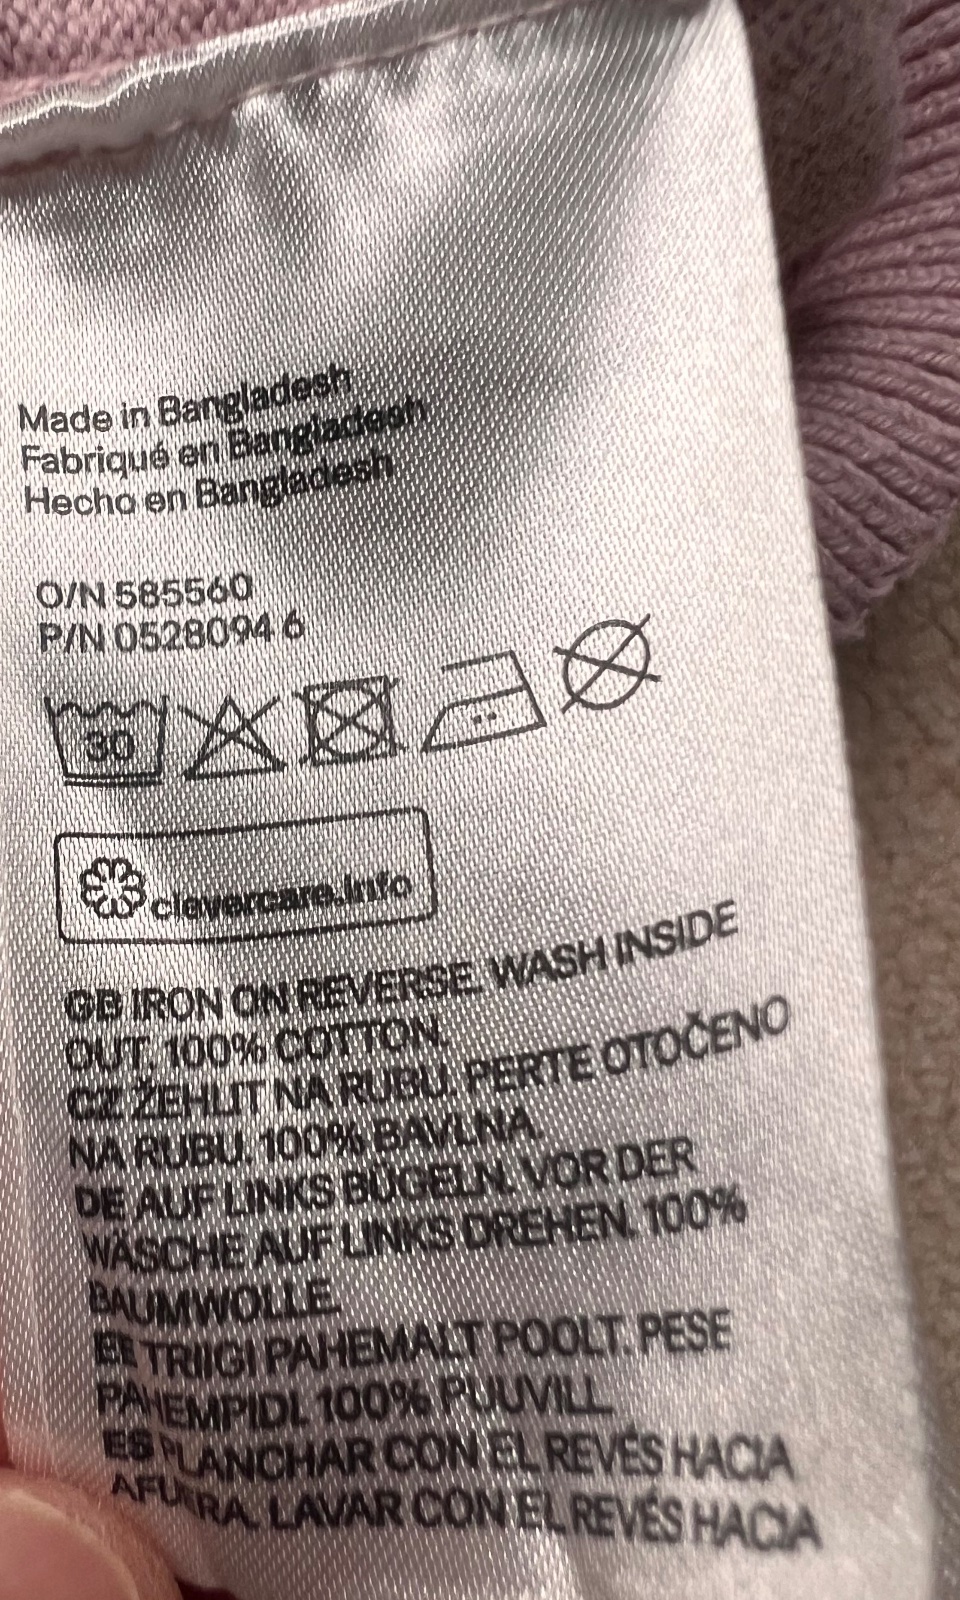 Made in Bangladesh
Fabriqué en Bangladesh
Hecho en Bangladesh
O/N 585560
P/N 0528094 6
30
clevercare.info
GB IRON ON REVERSE. WASH INSIDE
OUT. 100% COTTON.
CZ ŽEHLIT NA RUBU. PERTE OTOČENO
NA RUBU. 100% BAVLNA.
DE AUF LINKS BÜGELN. VOR DER
WÄSCHE AUF LINKS DREHEN. 100%
BAUMWOLLE.
EE TRIIGI PAHEMALT POOLT. PESE
PAHEMPIDI. 100% PUUVILL.
ES PLANCHAR CON EL REVÉS HACIA
AFUERA. LAVAR CON EL REVÉS HACIA